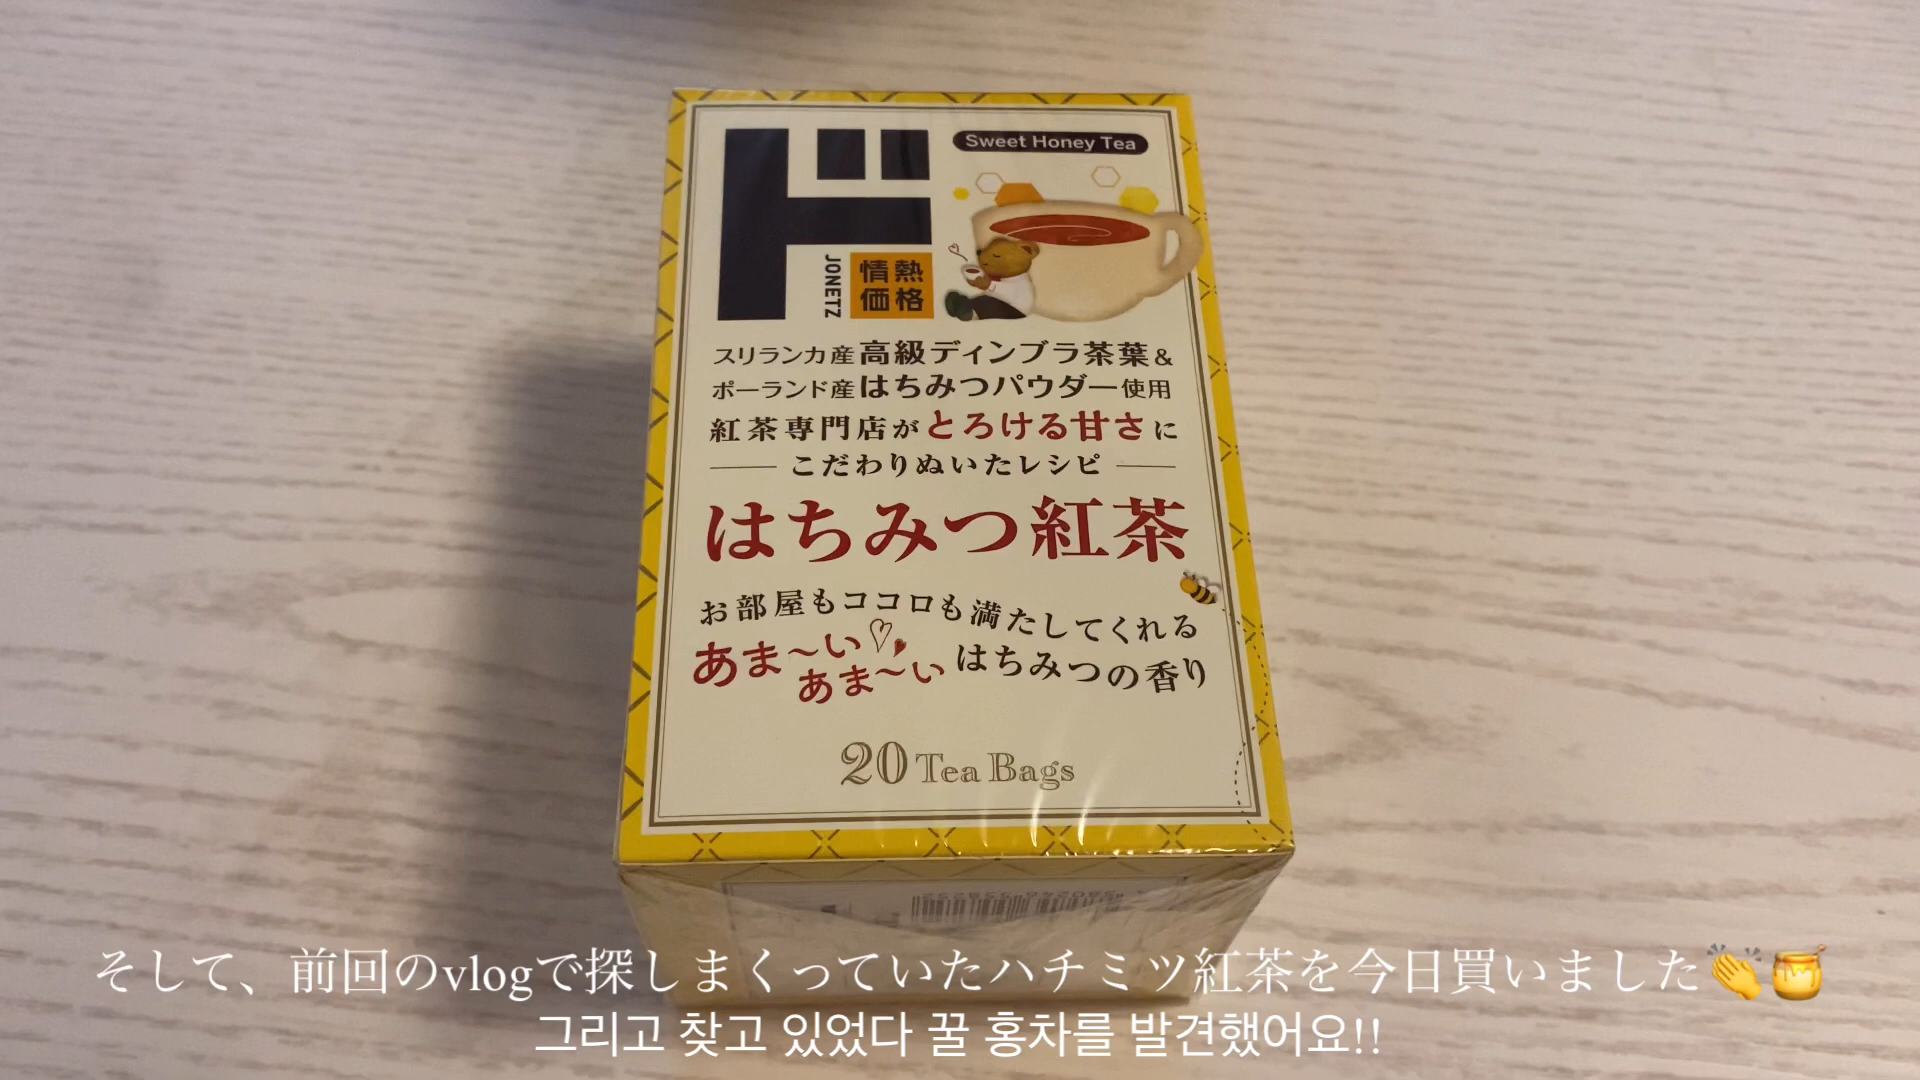 ド
JONETZ
情熱
価格
Sweet Honey Tea
スリランカ産高級ディンブラ茶葉&
ポーランド産はちみつパウダー使用
紅茶専門店がとろける甘さに
こだわりぬいたレシピ
はちみつ紅茶
お部屋もココロも満たしてくれる
あま～い♡
あま～いはちみつの香り
20 Tea Bags
そして、前回のvlogで探しまくっていたハチミツ紅茶を今日買いました👏🍯
그리고 찾고 있었다 꿀 홍차를 발견했어요!!